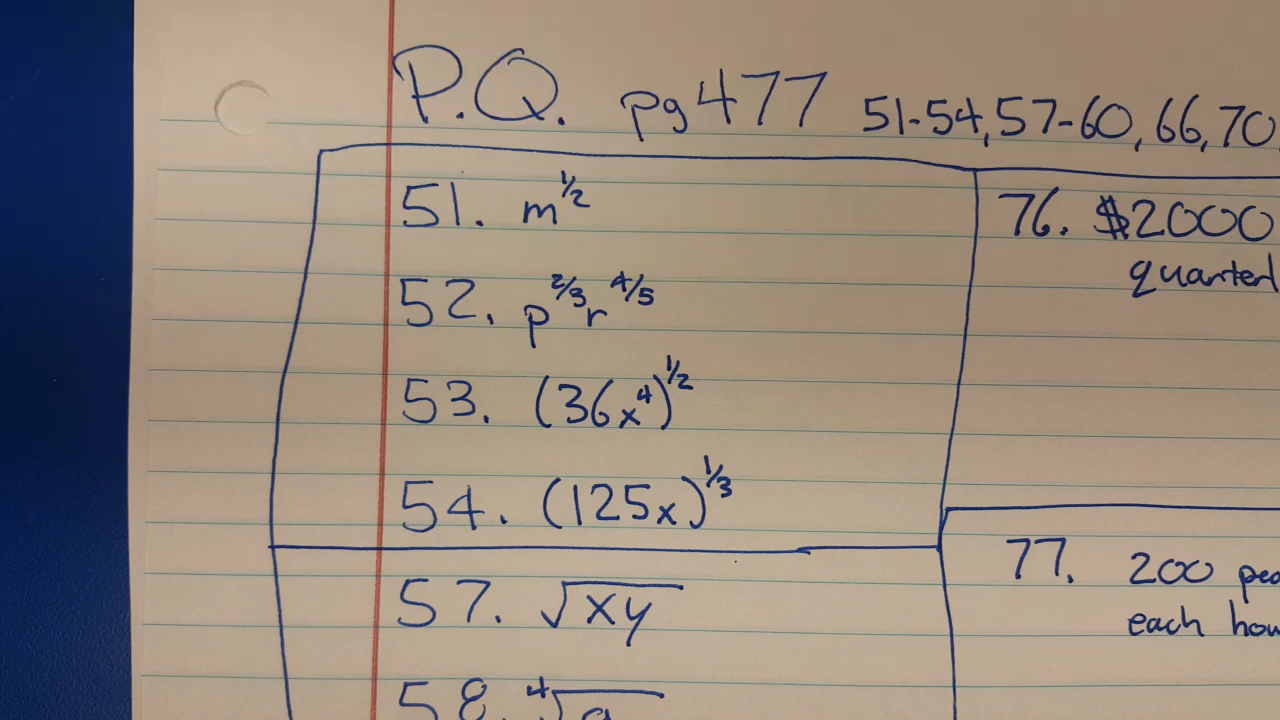 P.Q. pg 477 51-54, 57-60, 66, 70
51. m^1/2
52. p^2/3 r^4/5
53. (36x^4)^1/2
54. (125x)^1/3
57. √xy
58. ∜
76. $2000
77. 200
each